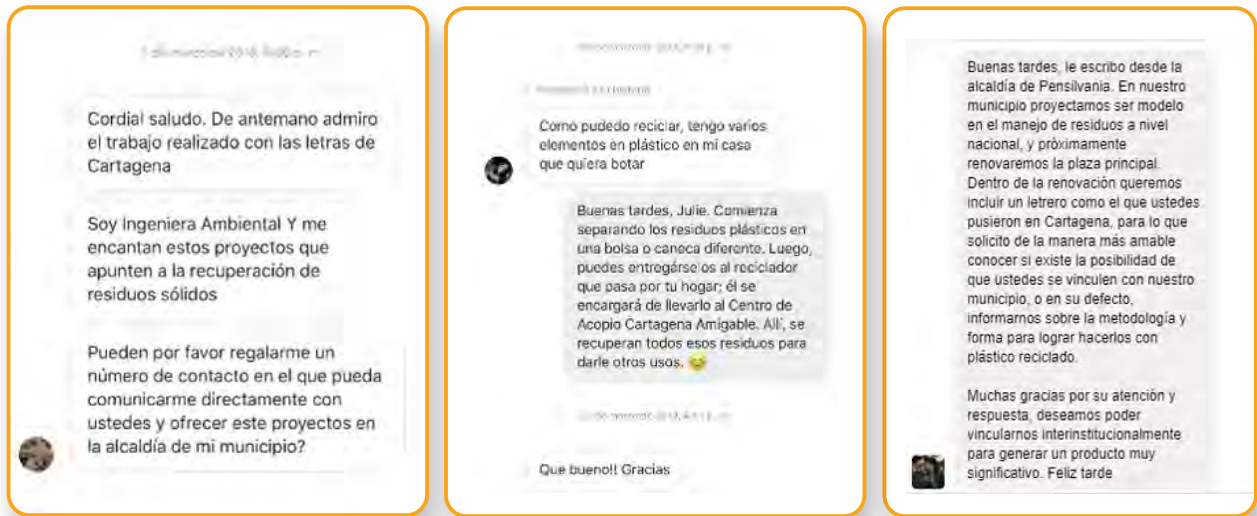 Cordial saludo. De antemano admiro
el trabajo realizado con las letras de
Cartagena
Soy Ingeniera Ambiental Y me
encantan estos proyectos que
apunten a la recuperación de
residuos sólidos
Pueden por favor regalarme un
número de contacto en el que pueda
comunicarme directamente con
ustedes y ofrecer este proyectos en
la alcaldía de mi municipio?
Como pudedo reciclar, tengo varios
elementos en plástico en mi casa
que quiera botar
Buenas tardes, Julie. Comienza
separando los residuos plásticos en
una bolsa o caneca diferente. Luego,
puedes entregárselos al reciclador
que pasa por tu hogar; él se
encargará de llevarlo al Centro de
Acopio Cartagena Amigable. Allí, se
recuperan todos esos residuos para
darle otros usos. 😊
Que bueno!! Gracias
Buenas tardes, le escribo desde la
alcaldía de Pensilvania. En nuestro
municipio proyectamos ser modelo
en el manejo de residuos a nivel
nacional, y próximamente
renovaremos la plaza principal.
Dentro de la renovación queremos
incluir un letrero como el que ustedes
pusieron en Cartagena, para lo que
solicito de la manera más amable
conocer si existe la posibilidad de
que ustedes se vinculen con nuestro
municipio, o en su defecto,
informarnos sobre la metodología y
forma para lograr hacerlos con
plástico reciclado.
Muchas gracias por su atención y
respuesta, deseamos poder
vincularnos interinstitucionalmente
para generar un producto muy
significativo. Feliz tarde